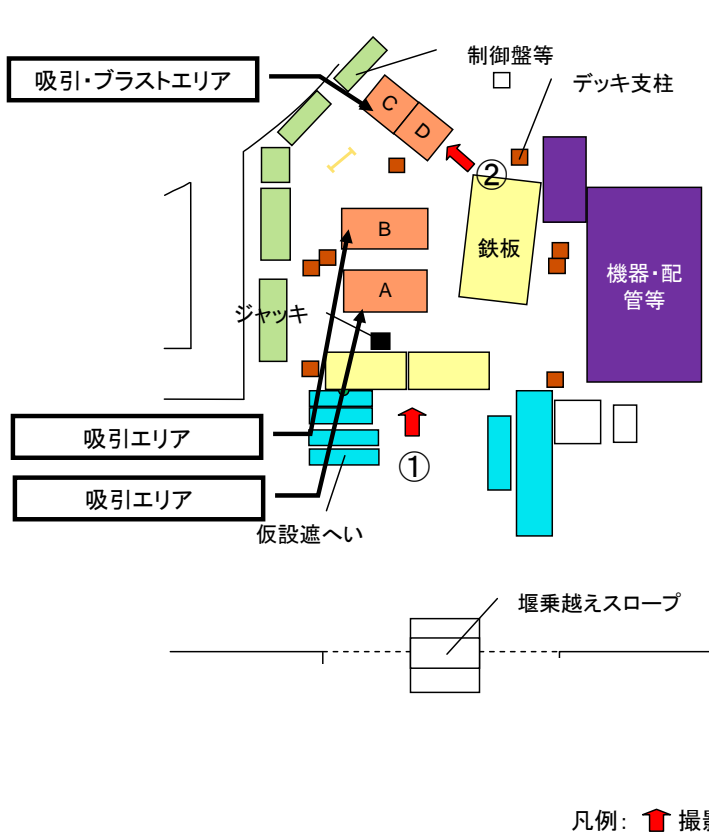 制御盤等
吸引・ブラストエリア
デッキ支柱
C
D
②
B
鉄板
機器・配
管等
A
ジャッキ
吸引エリア
①
吸引エリア
仮設遮へい
堰乗越えスロープ
凡例:
撮影